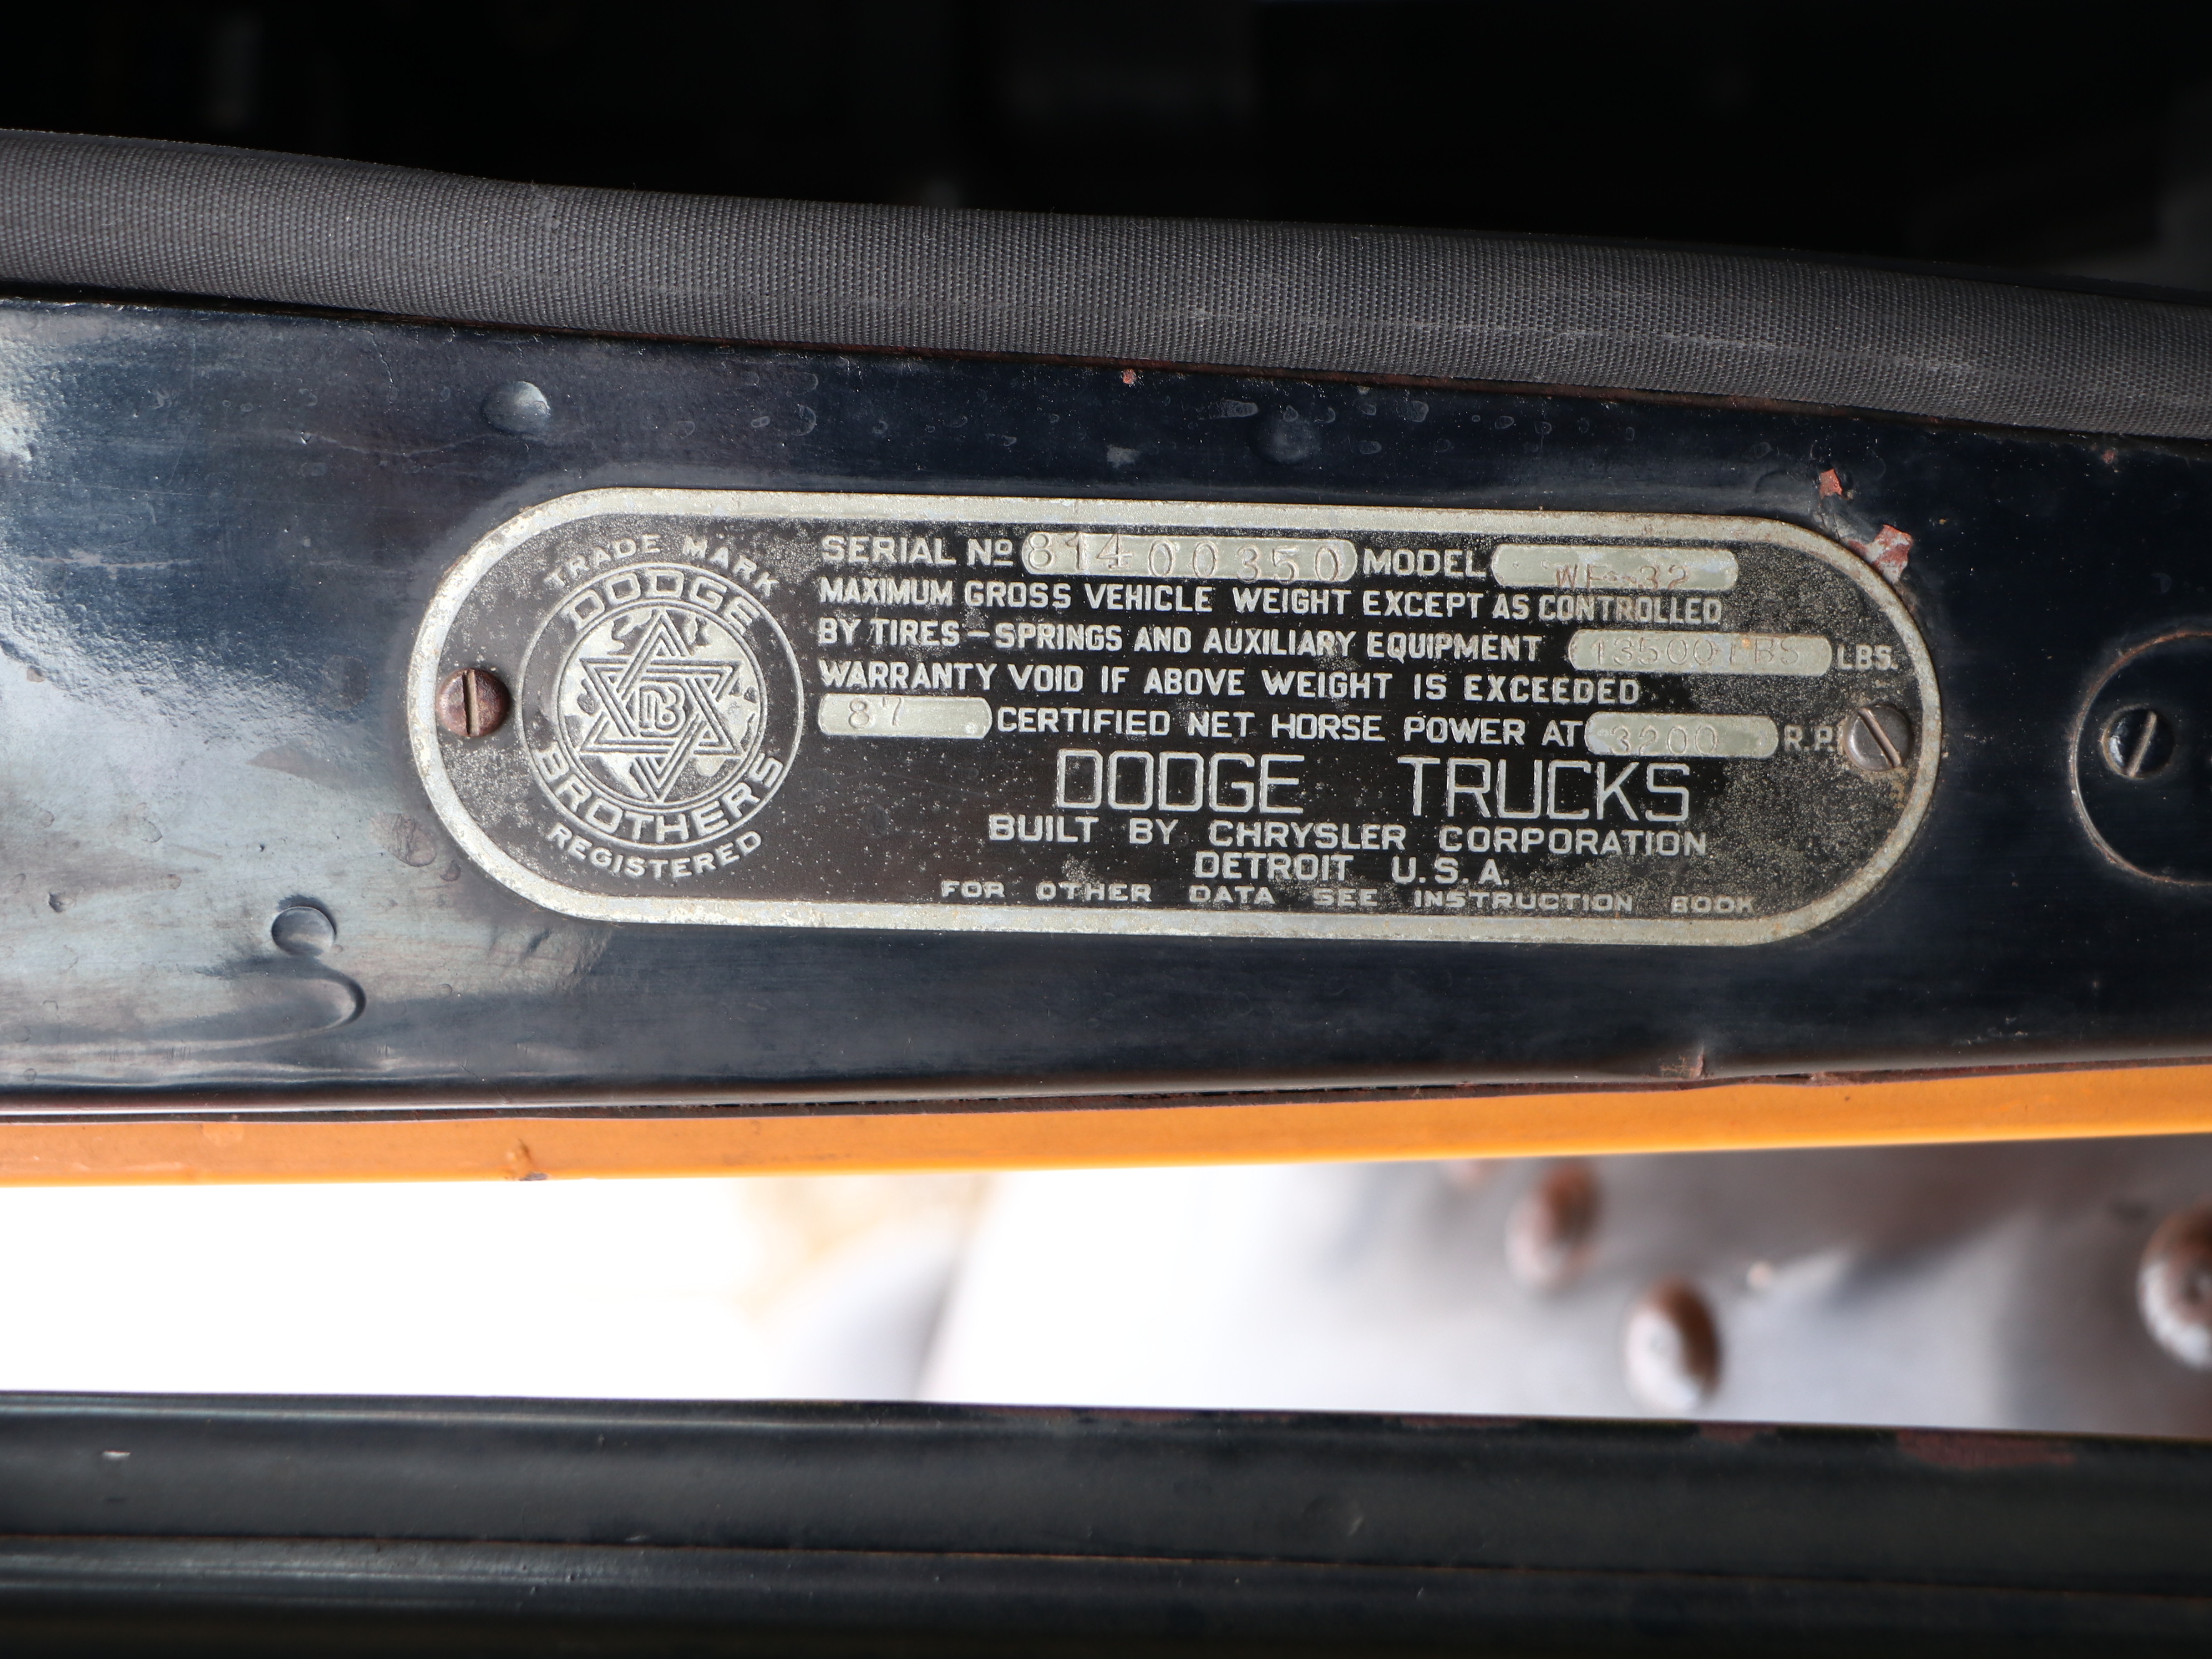 TRADE MARK
DODGE
DB
BROTHERS
REGISTERED
SERIAL No 81400350 MODEL WF-32
MAXIMUM GROSS VEHICLE WEIGHT EXCEPT AS CONTROLLED
BY TIRES-SPRINGS AND AUXILIARY EQUIPMENT 13500 LBS LBS.
WARRANTY VOID IF ABOVE WEIGHT IS EXCEEDED
87 CERTIFIED NET HORSE POWER AT 3200 R.P.
DODGE TRUCKS
BUILT BY CHRYSLER CORPORATION
DETROIT U.S.A.
FOR OTHER DATA SEE INSTRUCTION BOOK